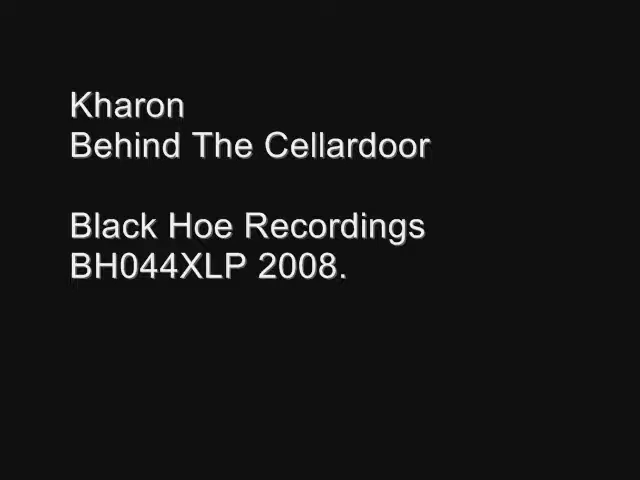 Kharon
Behind The Cellardoor
Black Hoe Recordings
BH044XLP 2008.